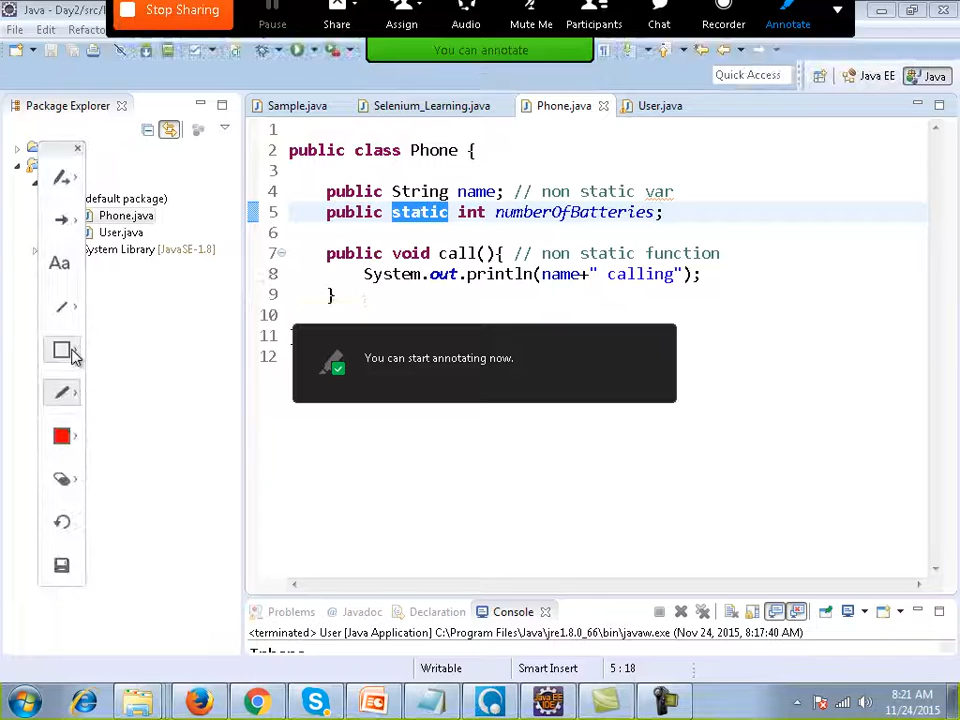 Java - Day2/src/
Stop Sharing
Pause
Share
Assign
Audio
Mute Me
Participants
Chat
Recorder
Annotate
File
Edit
Refacto
You can annotate
Quick Access
Java EE
Java
Package Explorer
Sample.java
Selenium_Learning.java
Phone.java
User.java
(default package)
Phone.java
User.java
System Library [JavaSE-1.8]
Aa
1
2 public class Phone {
3
4 public String name; // non static var
5 public static int numberOfBatteries;
6
7 public void call(){ // non static function
8 System.out.println(name+" calling");
9 }
10
11
12
You can start annotating now.
Problems
@ Javadoc
Declaration
Console
<terminated> User [Java Application] C:\Program Files\Java\jre1.8.0_66\bin\javaw.exe (Nov 24, 2015, 8:17:40 AM)
Writable
Smart Insert
5 : 18
8:21 AM
11/24/2015